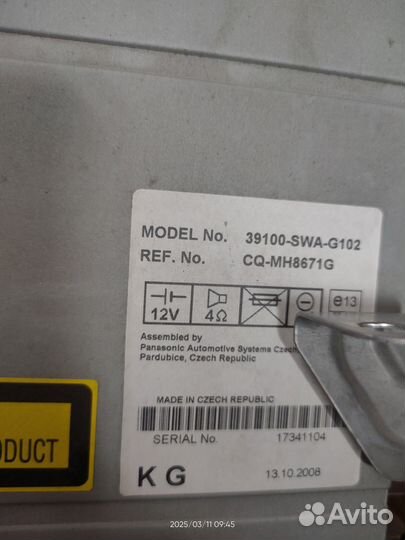 MODEL No. 39100-SWA-G102
REF. No. CQ-MH8671G
12V 4Ω e13
Assembled by
Panasonic Automotive Systems Czech
Pardubice, Czech Republic
MADE IN CZECH REPUBLIC
SERIAL No. 17341104
KG 13.10.2008
ODUCT
2025/03/11 09:45
Avito